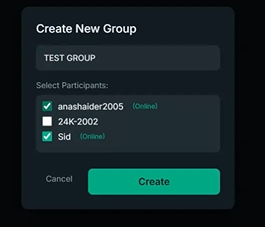 Create New Group
TEST GROUP
Select Participants:
anashaider2005 (Online)
24K-2002
Sid (Online)
Cancel Create